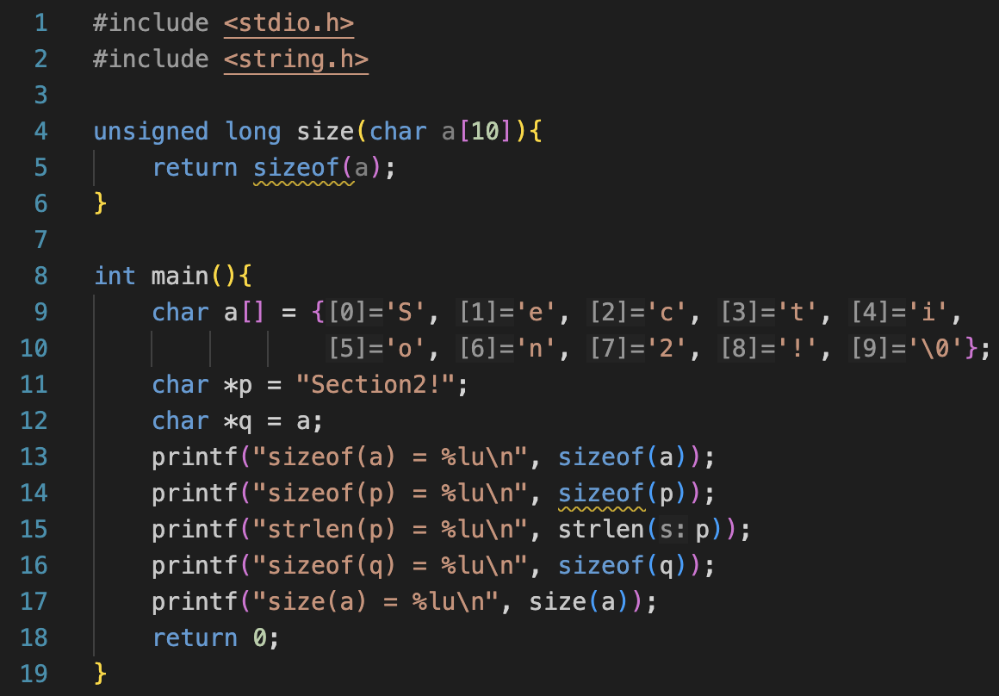 1 #include <stdio.h>
2 #include <string.h>
3
4 unsigned long size(char a[10]){
5     return sizeof(a);
6 }
7
8 int main(){
9     char a[] = {[0]='S', [1]='e', [2]='c', [3]='t', [4]='i',
10                 [5]='o', [6]='n', [7]='2', [8]='!', [9]='\0'};
11     char *p = "Section2!";
12     char *q = a;
13     printf("sizeof(a) = %lu\n", sizeof(a));
14     printf("sizeof(p) = %lu\n", sizeof(p));
15     printf("strlen(p) = %lu\n", strlen(s: p));
16     printf("sizeof(q) = %lu\n", sizeof(q));
17     printf("size(a) = %lu\n", size(a));
18     return 0;
19 }